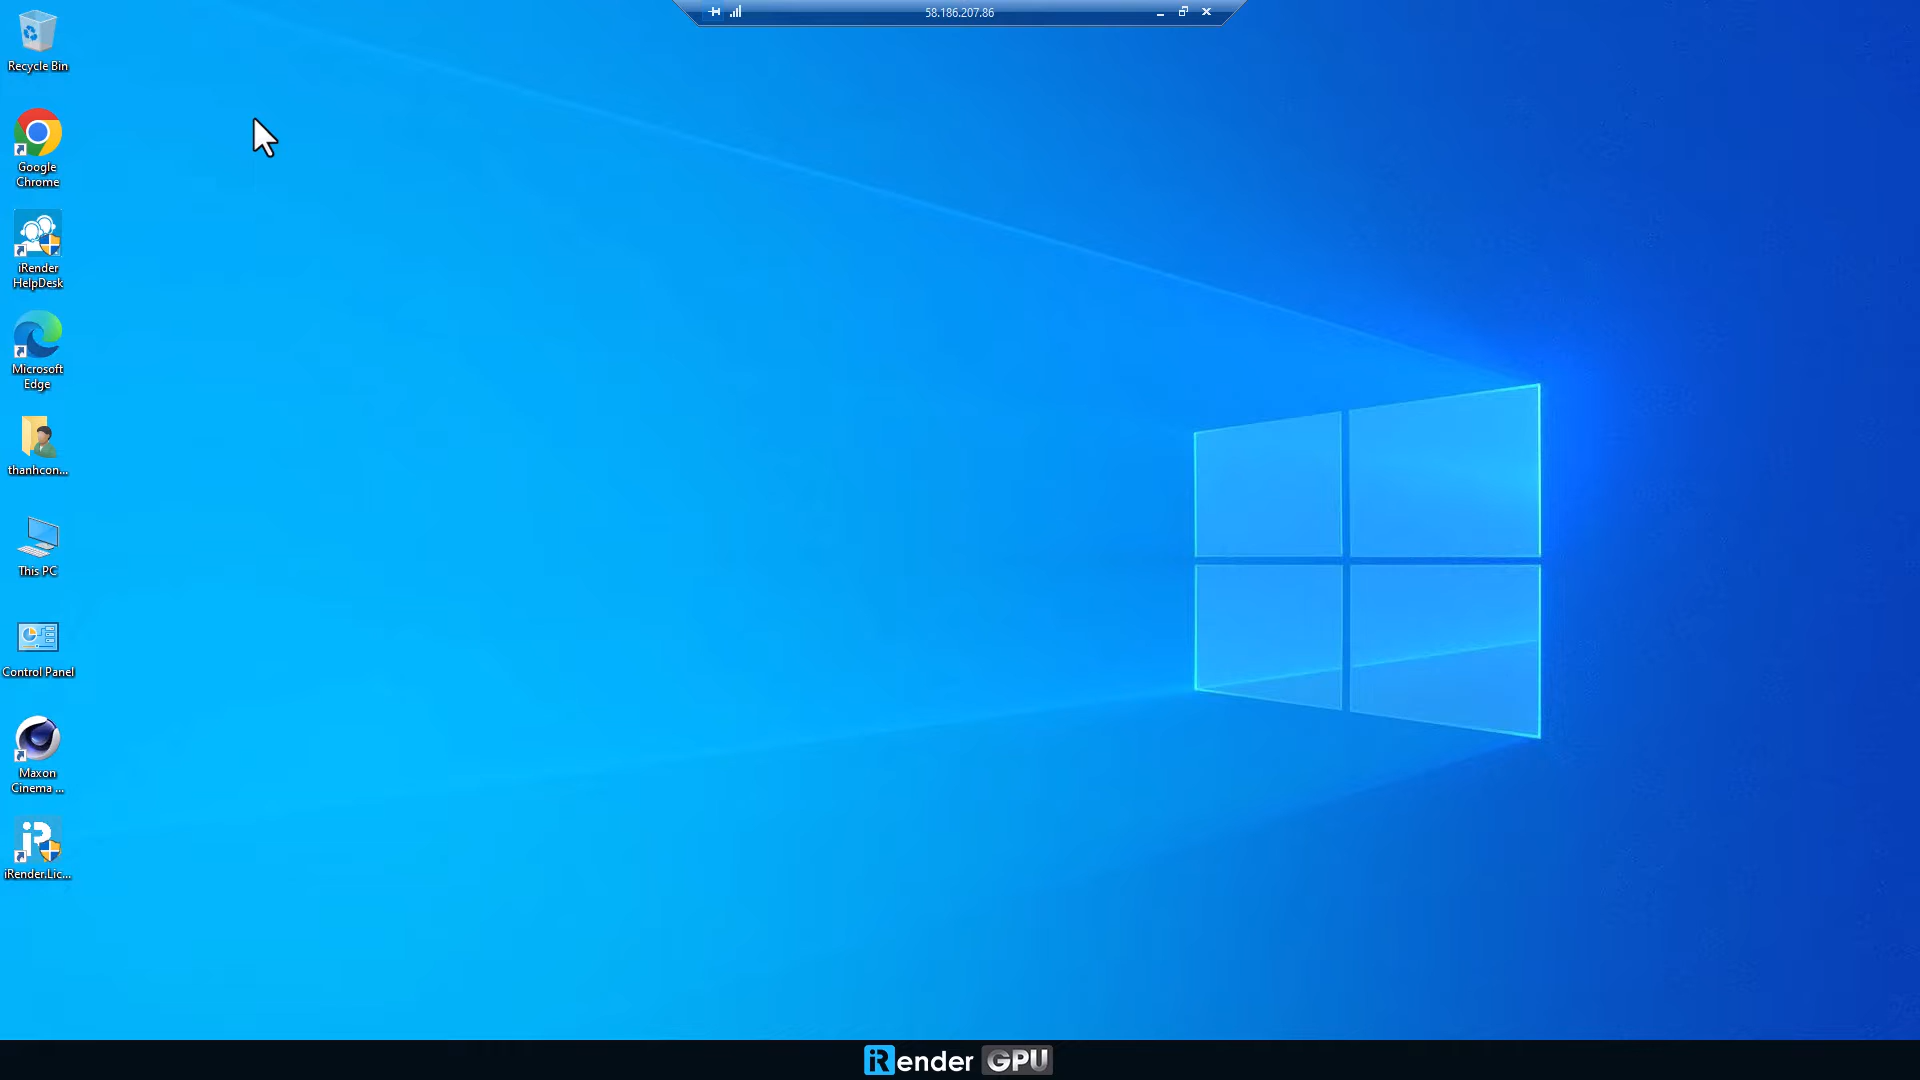 58.186.207.86
Recycle Bin
Google
Chrome
iRender
HelpDesk
Microsoft
Edge
thanhcon...
This PC
Control Panel
Maxon
Cinema ...
iRender.Lic...
iRender GPU